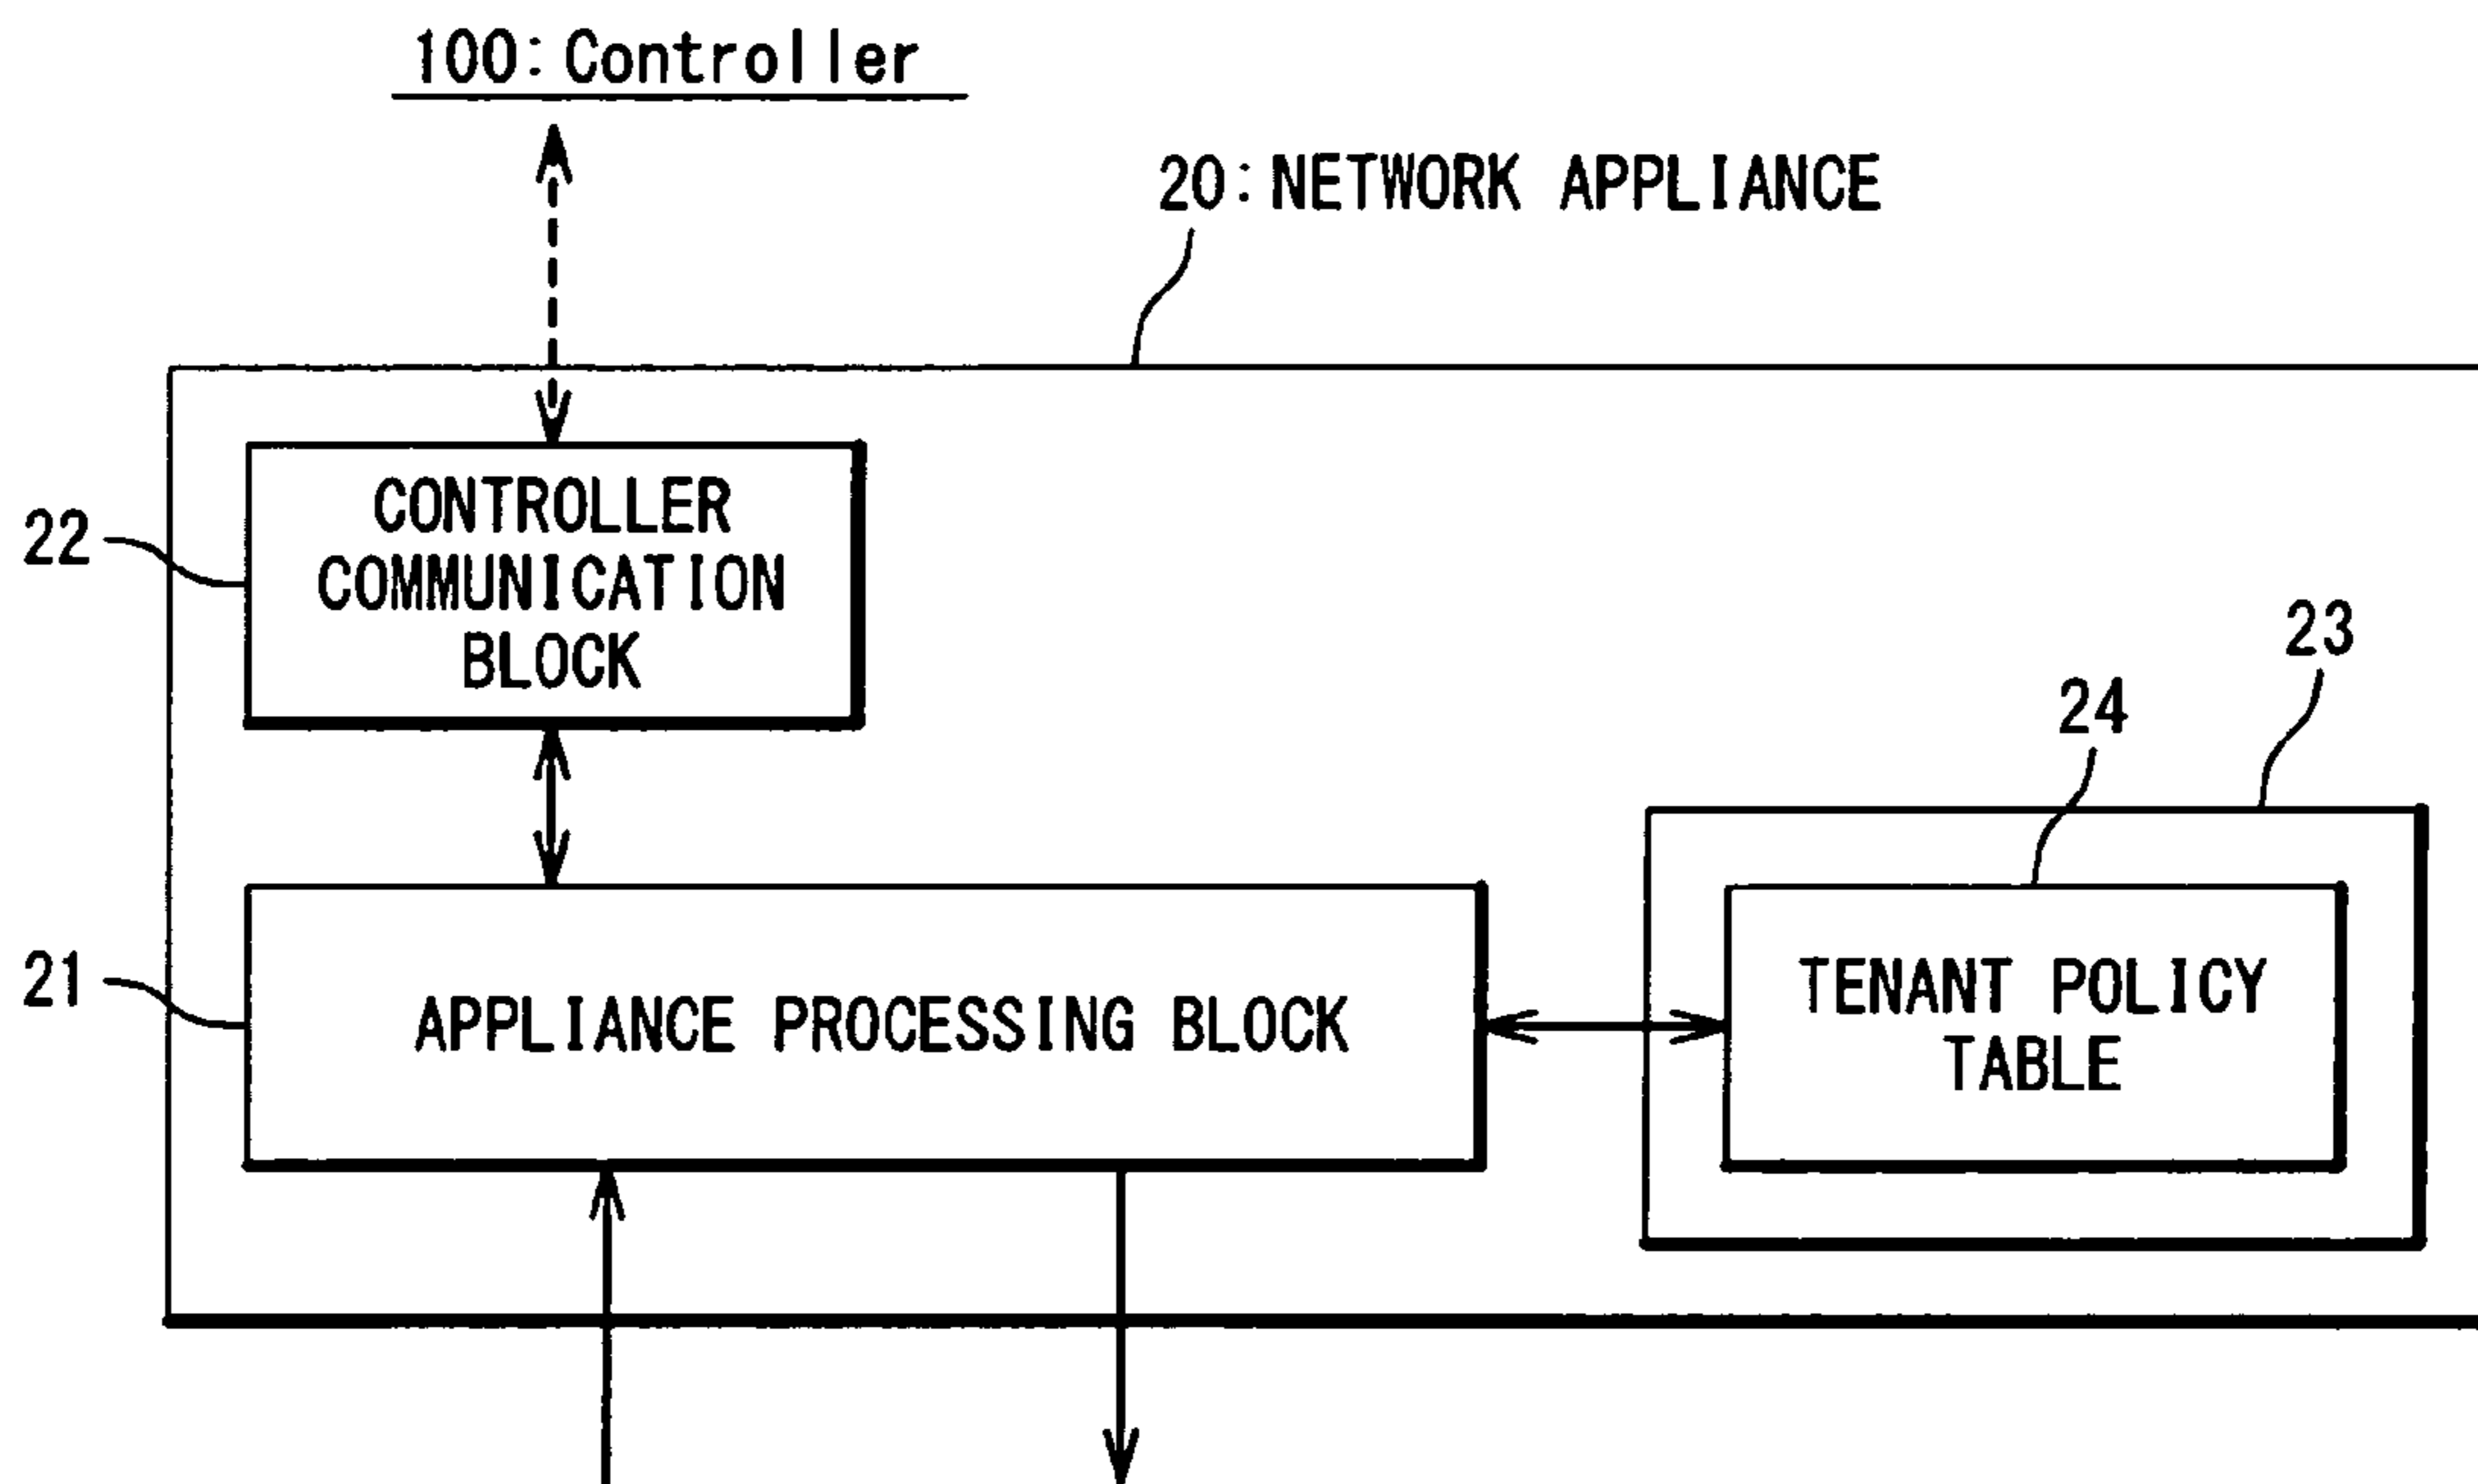 100:Controller
20:NETWORK APPLIANCE
CONTROLLER
COMMUNICATION
BLOCK
22
23
24
21
APPLIANCE PROCESSING BLOCK
TENANT POLICY
TABLE